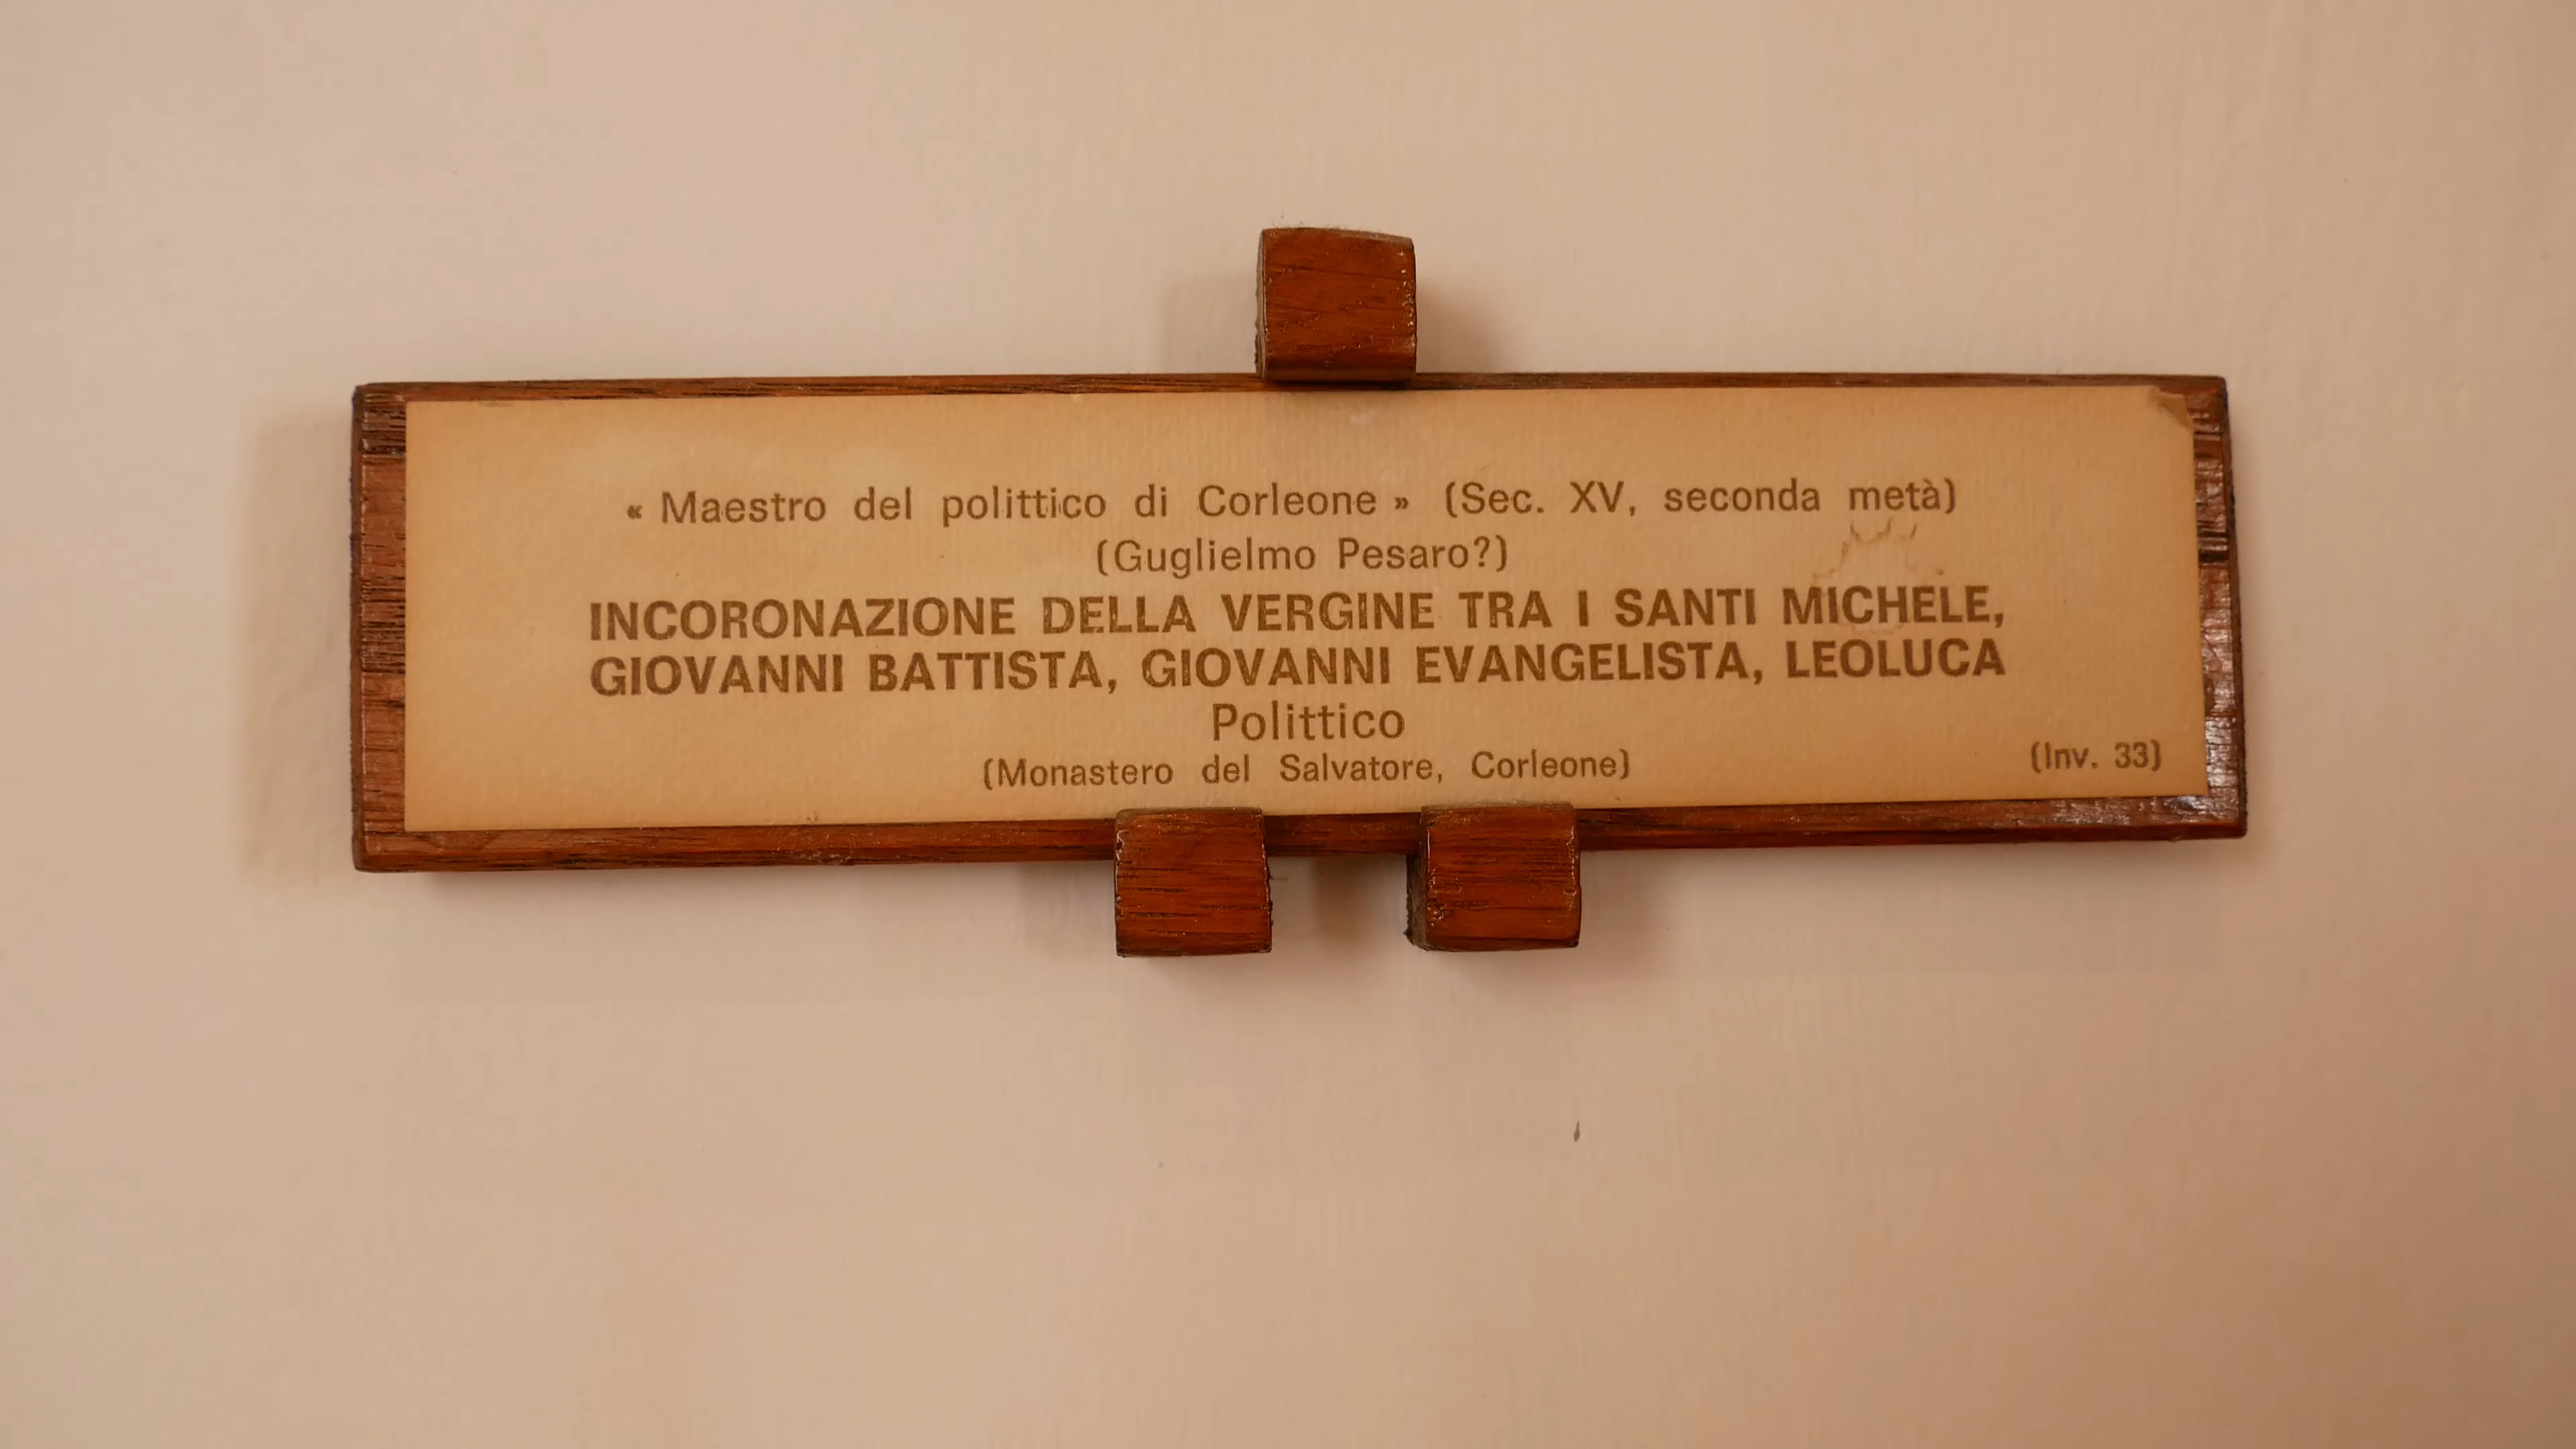 « Maestro del polittico di Corleone » (Sec. XV, seconda metà)
(Guglielmo Pesaro?)
INCORONAZIONE DELLA VERGINE TRA I SANTI MICHELE,
GIOVANNI BATTISTA, GIOVANNI EVANGELISTA, LEOLUCA
Polittico
(Monastero del Salvatore, Corleone)
(Inv. 33)